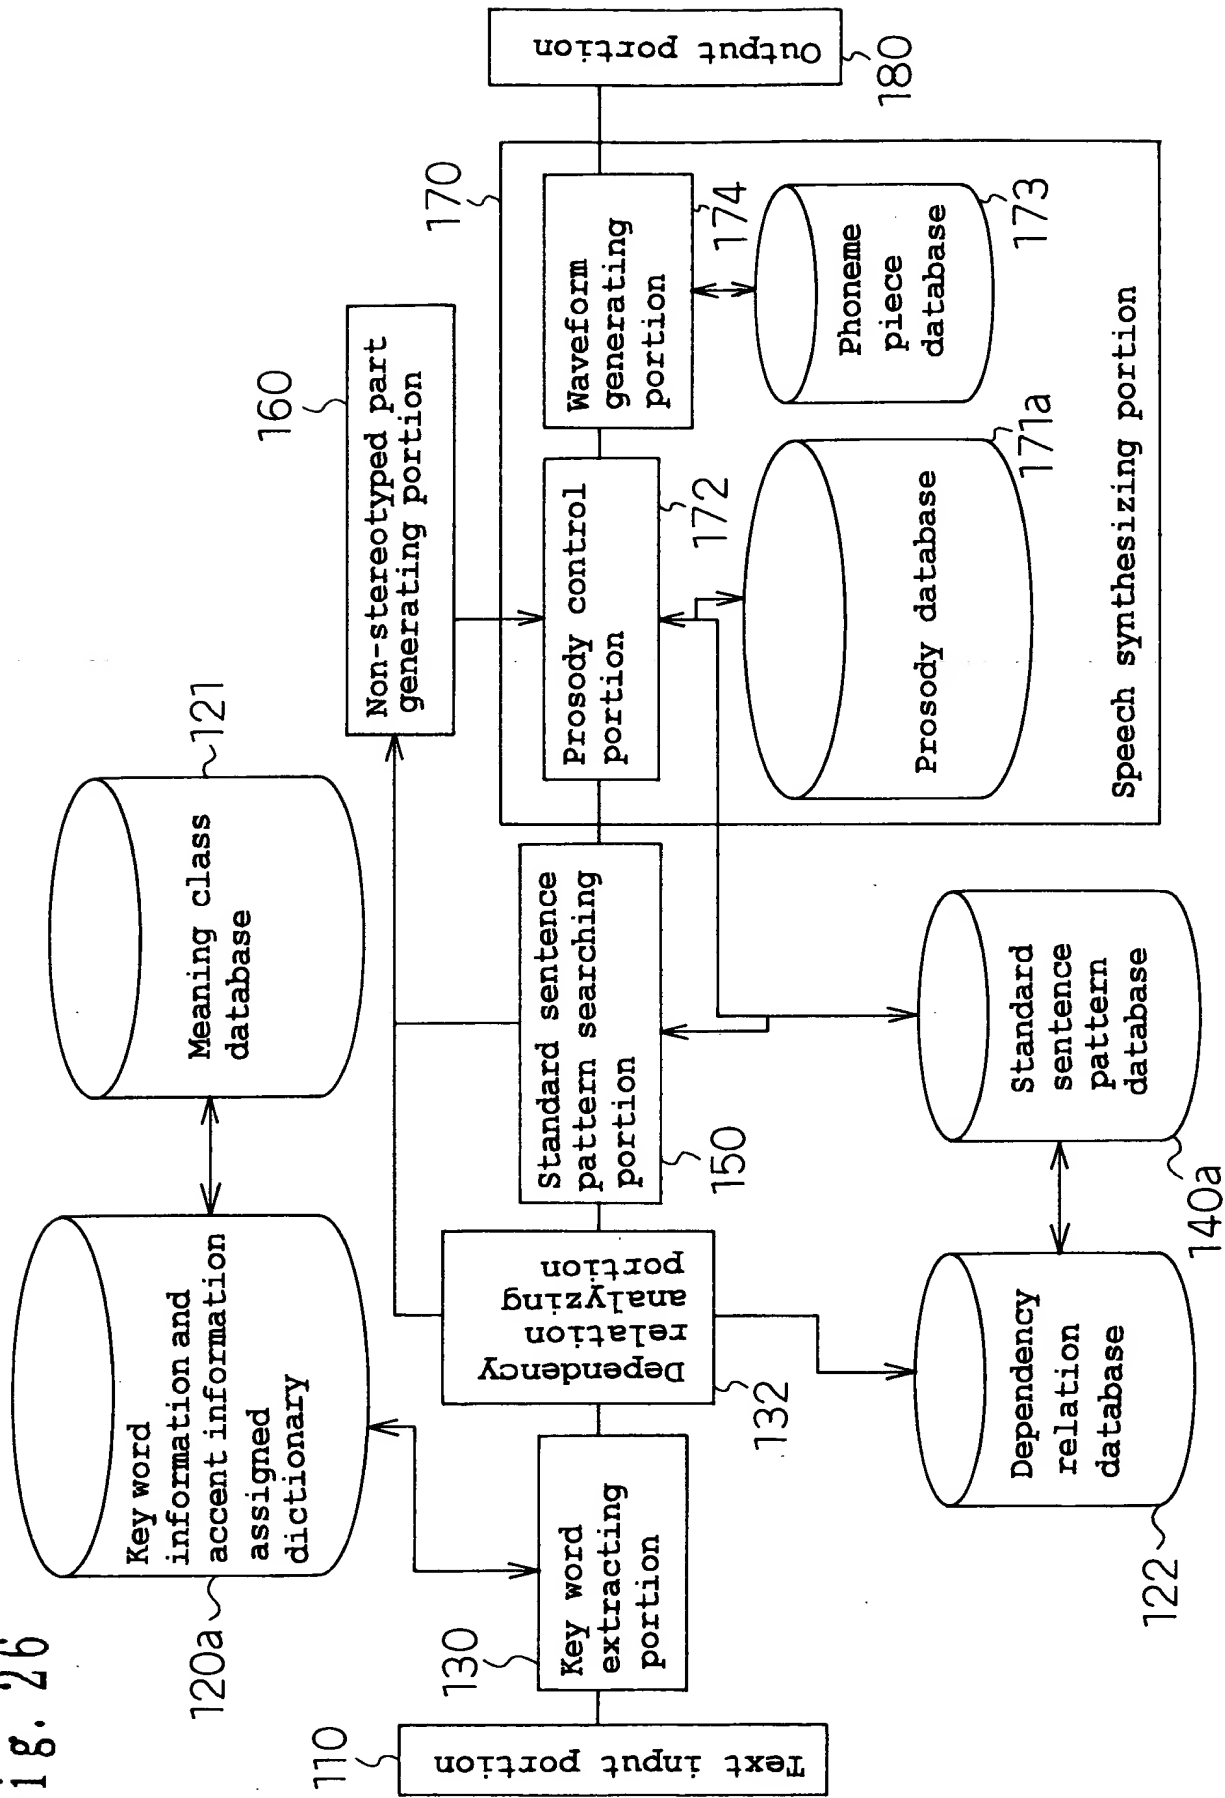 ig. 26
120a
Key word
information and
accent information
assigned
dictionary
121
Meaning class
database
160
Non-stereotyped part
generating portion
110
Text input portion
130
Key word
extracting
portion
132
Dependency
relation
analyzing
portion
150
Standard sentence
pattern searching
portion
170
Prosody control
portion
172
Waveform
generating
portion
174
Output portion
180
Prosody database
171a
Phoneme
piece
database
173
Speech synthesizing portion
122
Dependency
relation
database
140a
Standard
sentence
pattern
database